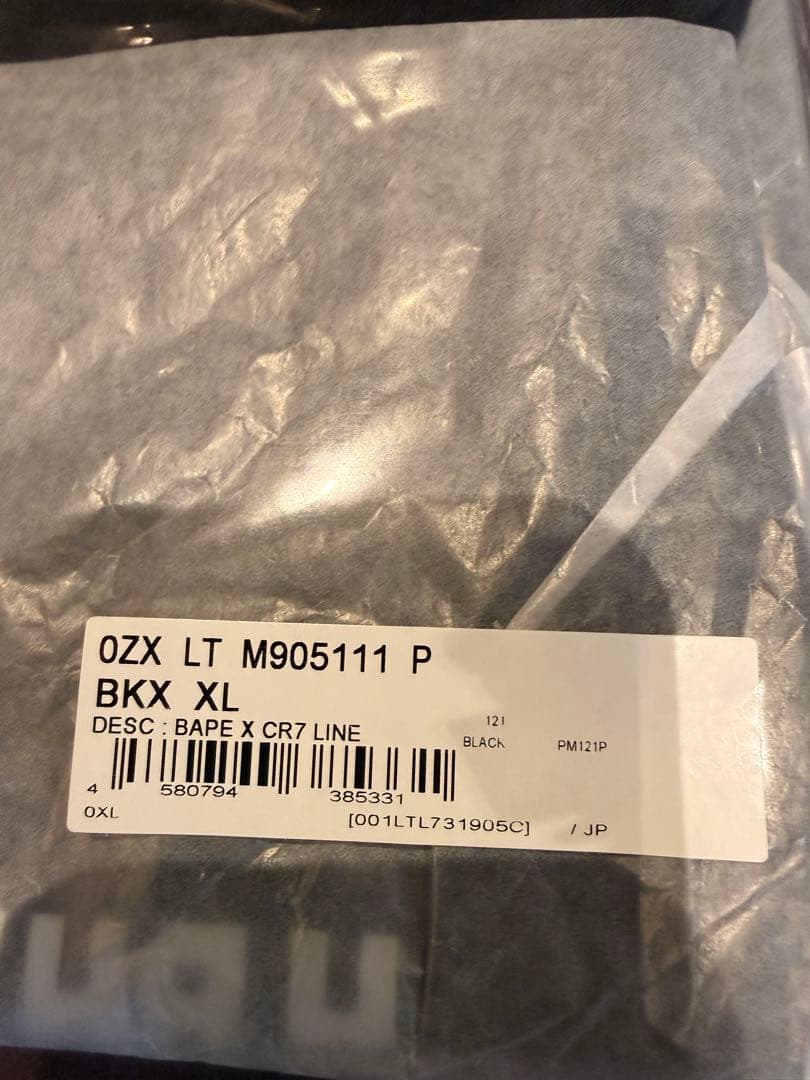 0ZX LT M905111 P
BKX XL
DESC : BAPE X CR7 LINE
121
BLACK PM121P
4 580794 385331
0XL [001LTL731905C] / JP